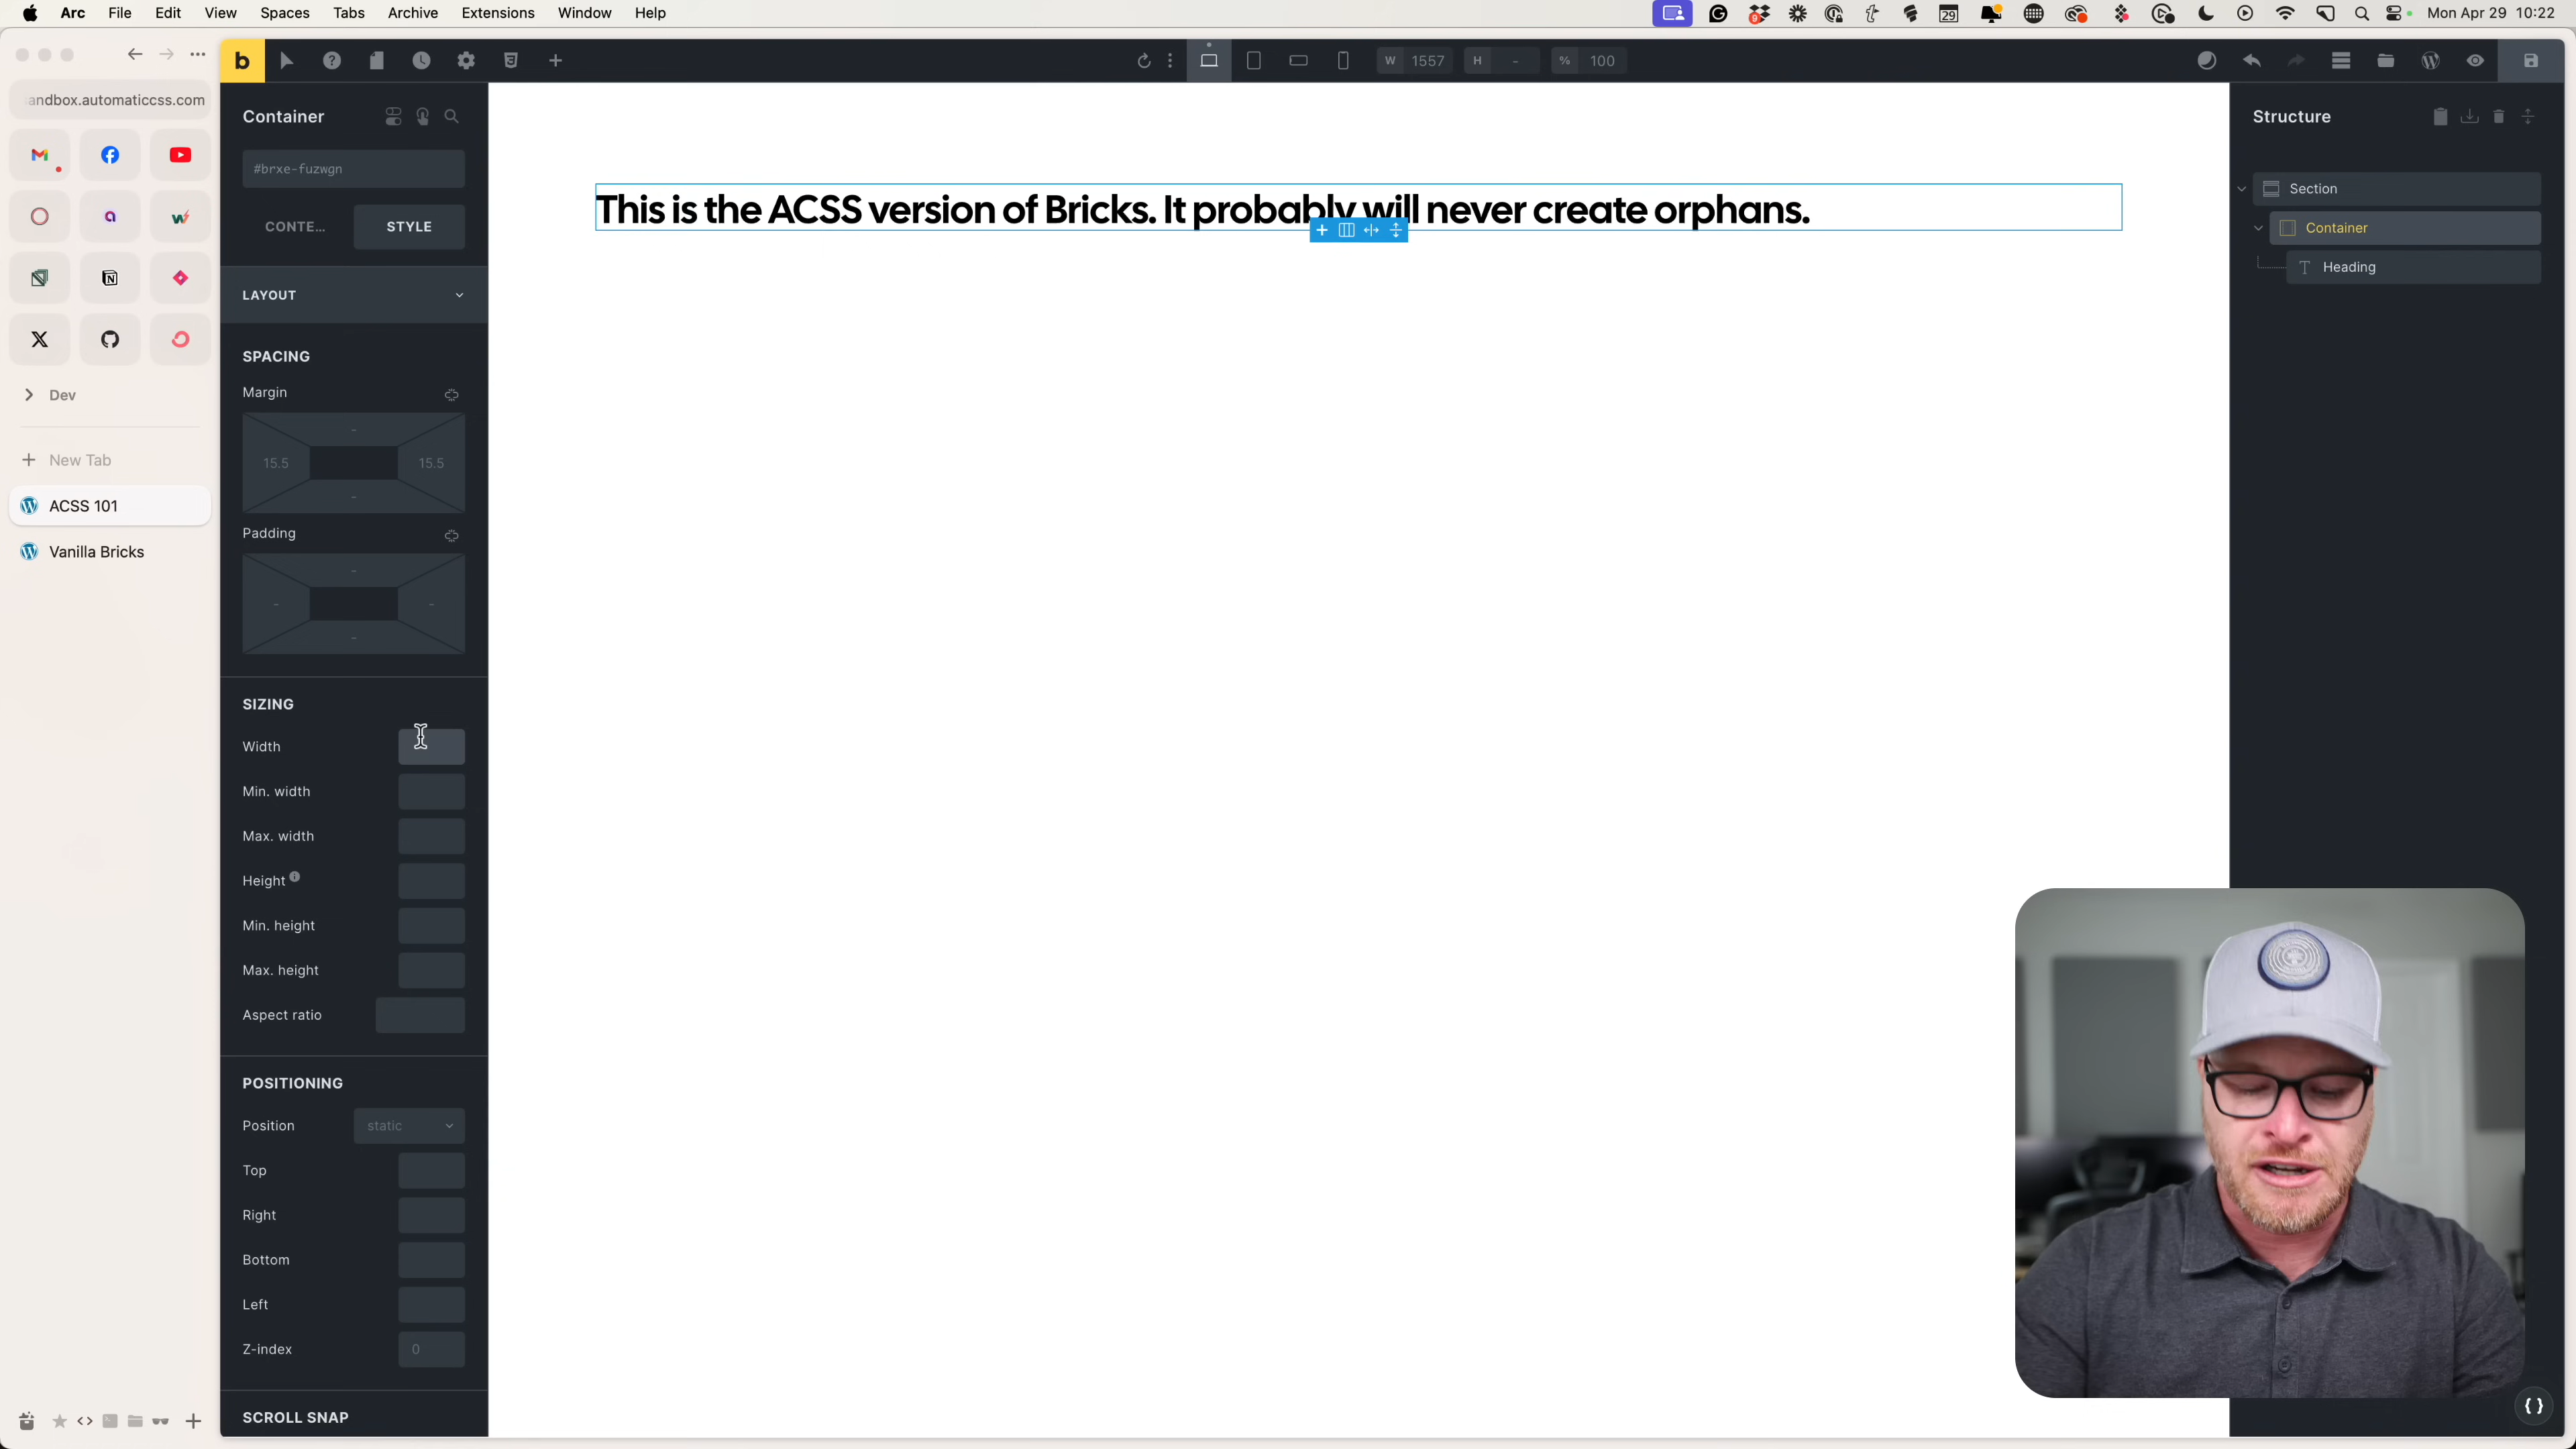 Arc File Edit View Spaces Tabs Archive Extensions Window Help
9 29 Mon Apr 29 10:22
andbox.automaticcss.com
b
W 1557 H - % 100
Container
#brxe-fuzwgn
CONTE... STYLE
LAYOUT
SPACING
Margin
-
15.5 15.5
-
Padding
-
- -
-
SIZING
Width
Min. width
Max. width
Height
Min. height
Max. height
Aspect ratio
POSITIONING
Position static
Top
Right
Bottom
Left
Z-index 0
SCROLL SNAP
Dev
New Tab
ACSS 101
Vanilla Bricks
This is the ACSS version of Bricks. It probably will never create orphans.
Structure
Section
Container
Heading